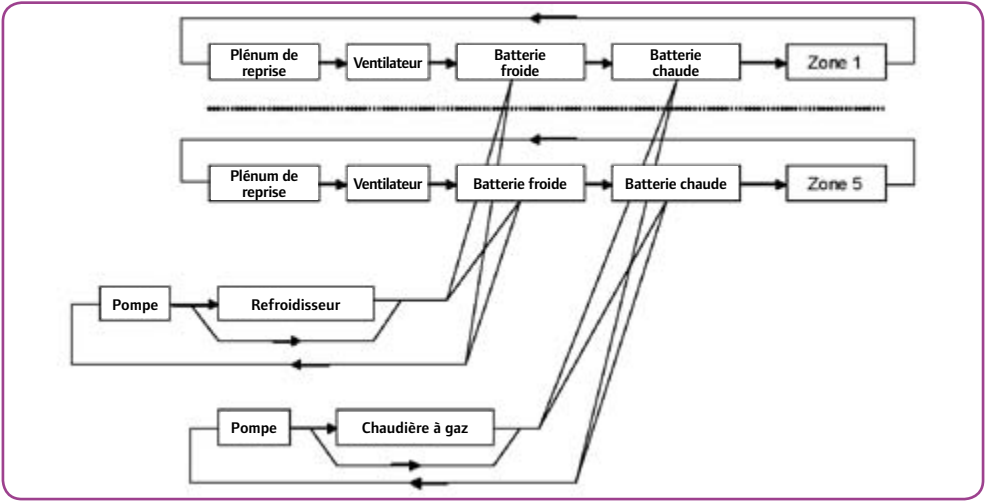 Plénum de
reprise
Ventilateur
Batterie
froide
Batterie
chaude
Zone 1
Plénum de
reprise
Ventilateur
Batterie froide
Batterie chaude
Zone 5
Pompe
Refroidisseur
Pompe
Chaudière à gaz